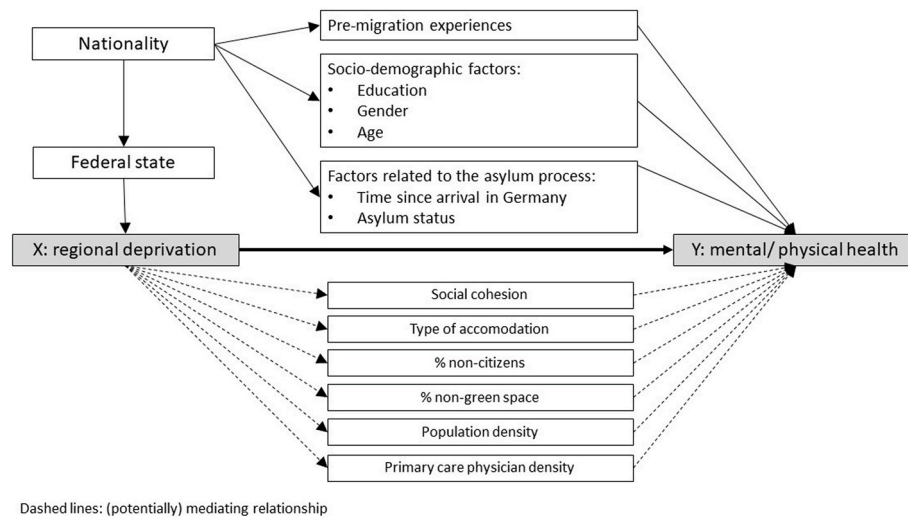 Nationality
Pre-migration experiences
Socio-demographic factors:
• Education
• Gender
• Age
Federal state
Factors related to the asylum process:
• Time since arrival in Germany
• Asylum status
X: regional deprivation
Y: mental/ physical health
Social cohesion
Type of accomodation
% non-citizens
% non-green space
Population density
Primary care physician density
Dashed lines: (potentially) mediating relationship